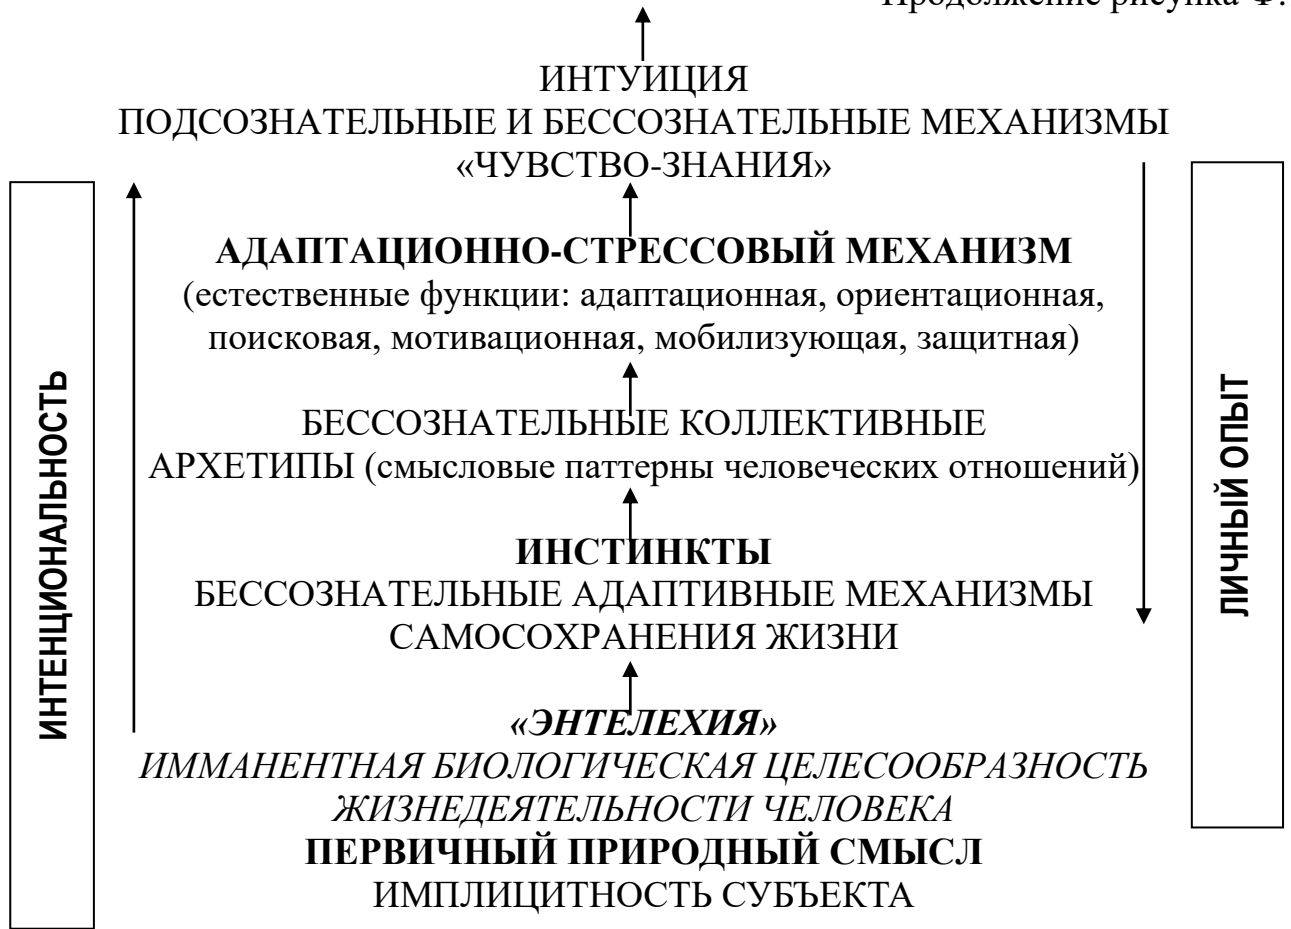 Продолжение рисунка Ф.
ИНТУИЦИЯ
ПОДСОЗНАТЕЛЬНЫЕ И БЕССОЗНАТЕЛЬНЫЕ МЕХАНИЗМЫ
«ЧУВСТВО-ЗНАНИЯ»
АДАПТАЦИОННО-СТРЕССОВЫЙ МЕХАНИЗМ
(естественные функции: адаптационная, ориентационная,
поисковая, мотивационная, мобилизующая, защитная)
БЕССОЗНАТЕЛЬНЫЕ КОЛЛЕКТИВНЫЕ
АРХЕТИПЫ (смысловые паттерны человеческих отношений)
ИНСТИНКТЫ
БЕССОЗНАТЕЛЬНЫЕ АДАПТИВНЫЕ МЕХАНИЗМЫ
САМОСОХРАНЕНИЯ ЖИЗНИ
«ЭНТЕЛЕХИЯ»
ИММАНЕНТНАЯ БИОЛОГИЧЕСКАЯ ЦЕЛЕСООБРАЗНОСТЬ
ЖИЗНЕДЕЯТЕЛЬНОСТИ ЧЕЛОВЕКА
ПЕРВИЧНЫЙ ПРИРОДНЫЙ СМЫСЛ
ИМПЛИЦИТНОСТЬ СУБЪЕКТА
ИНТЕНЦИОНАЛЬНОСТЬ
ЛИЧНЫЙ ОПЫТ